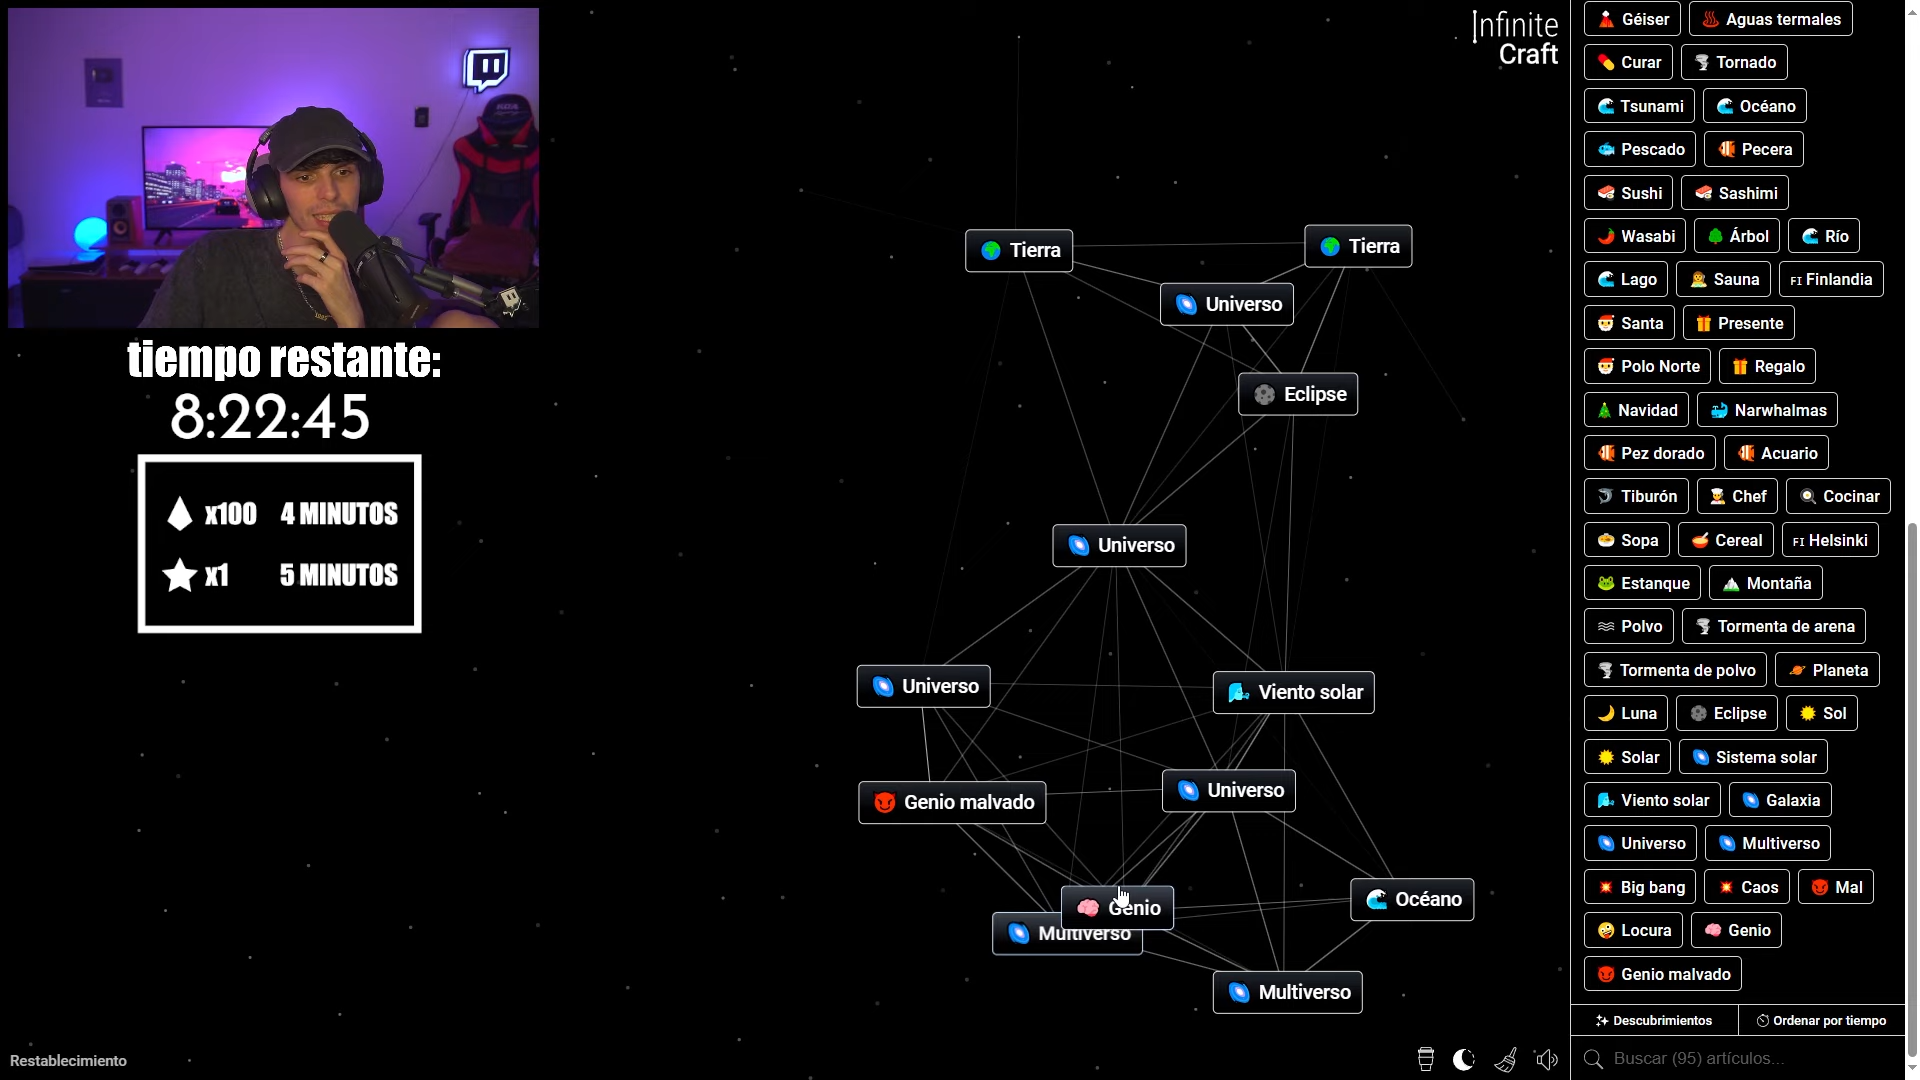 Infinite
Craft
tiempo restante:
8:22:45
x100 4 MINUTOS
x1 5 MINUTOS
Tierra
Tierra
Universo
Eclipse
Universo
Universo
Viento solar
Genio malvado
Universo
Genio
Océano
Multiverso
Multiverso
Restablecimiento
Géiser Aguas termales
Curar Tornado
Tsunami Océano
Pescado Pecera
Sushi Sashimi
Wasabi Árbol Río
Lago Sauna FI Finlandia
Santa Presente
Polo Norte Regalo
Navidad Narwhalmas
Pez dorado Acuario
Tiburón Chef Cocinar
Sopa Cereal FI Helsinki
Estanque Montaña
Polvo Tormenta de arena
Tormenta de polvo Planeta
Luna Eclipse Sol
Solar Sistema solar
Viento solar Galaxia
Universo Multiverso
Big bang Caos Mal
Locura Genio
Genio malvado
Descubrimientos Ordenar por tiempo
Buscar (95) artículos...